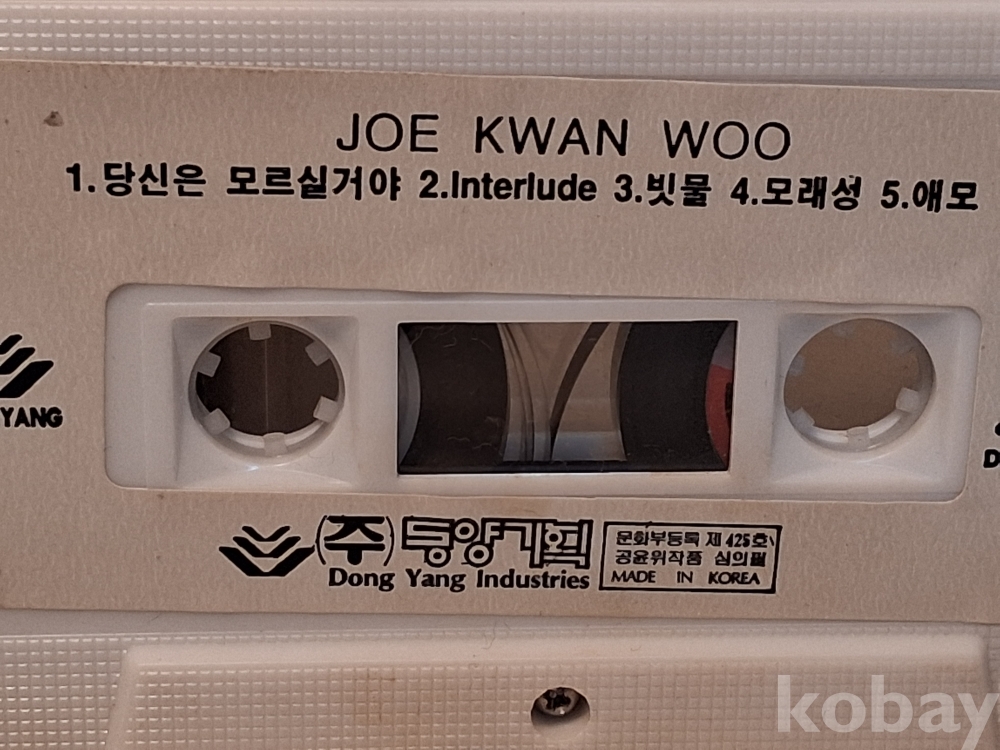 JOE KWAN WOO
1.당신은 모르실거야 2.Interlude 3.빗물 4.모래성 5.애모
YANG
D
(주)동양기획
Dong Yang Industries
문화부등록 제425호
공윤위작품 심의필
MADE IN KOREA
kobay